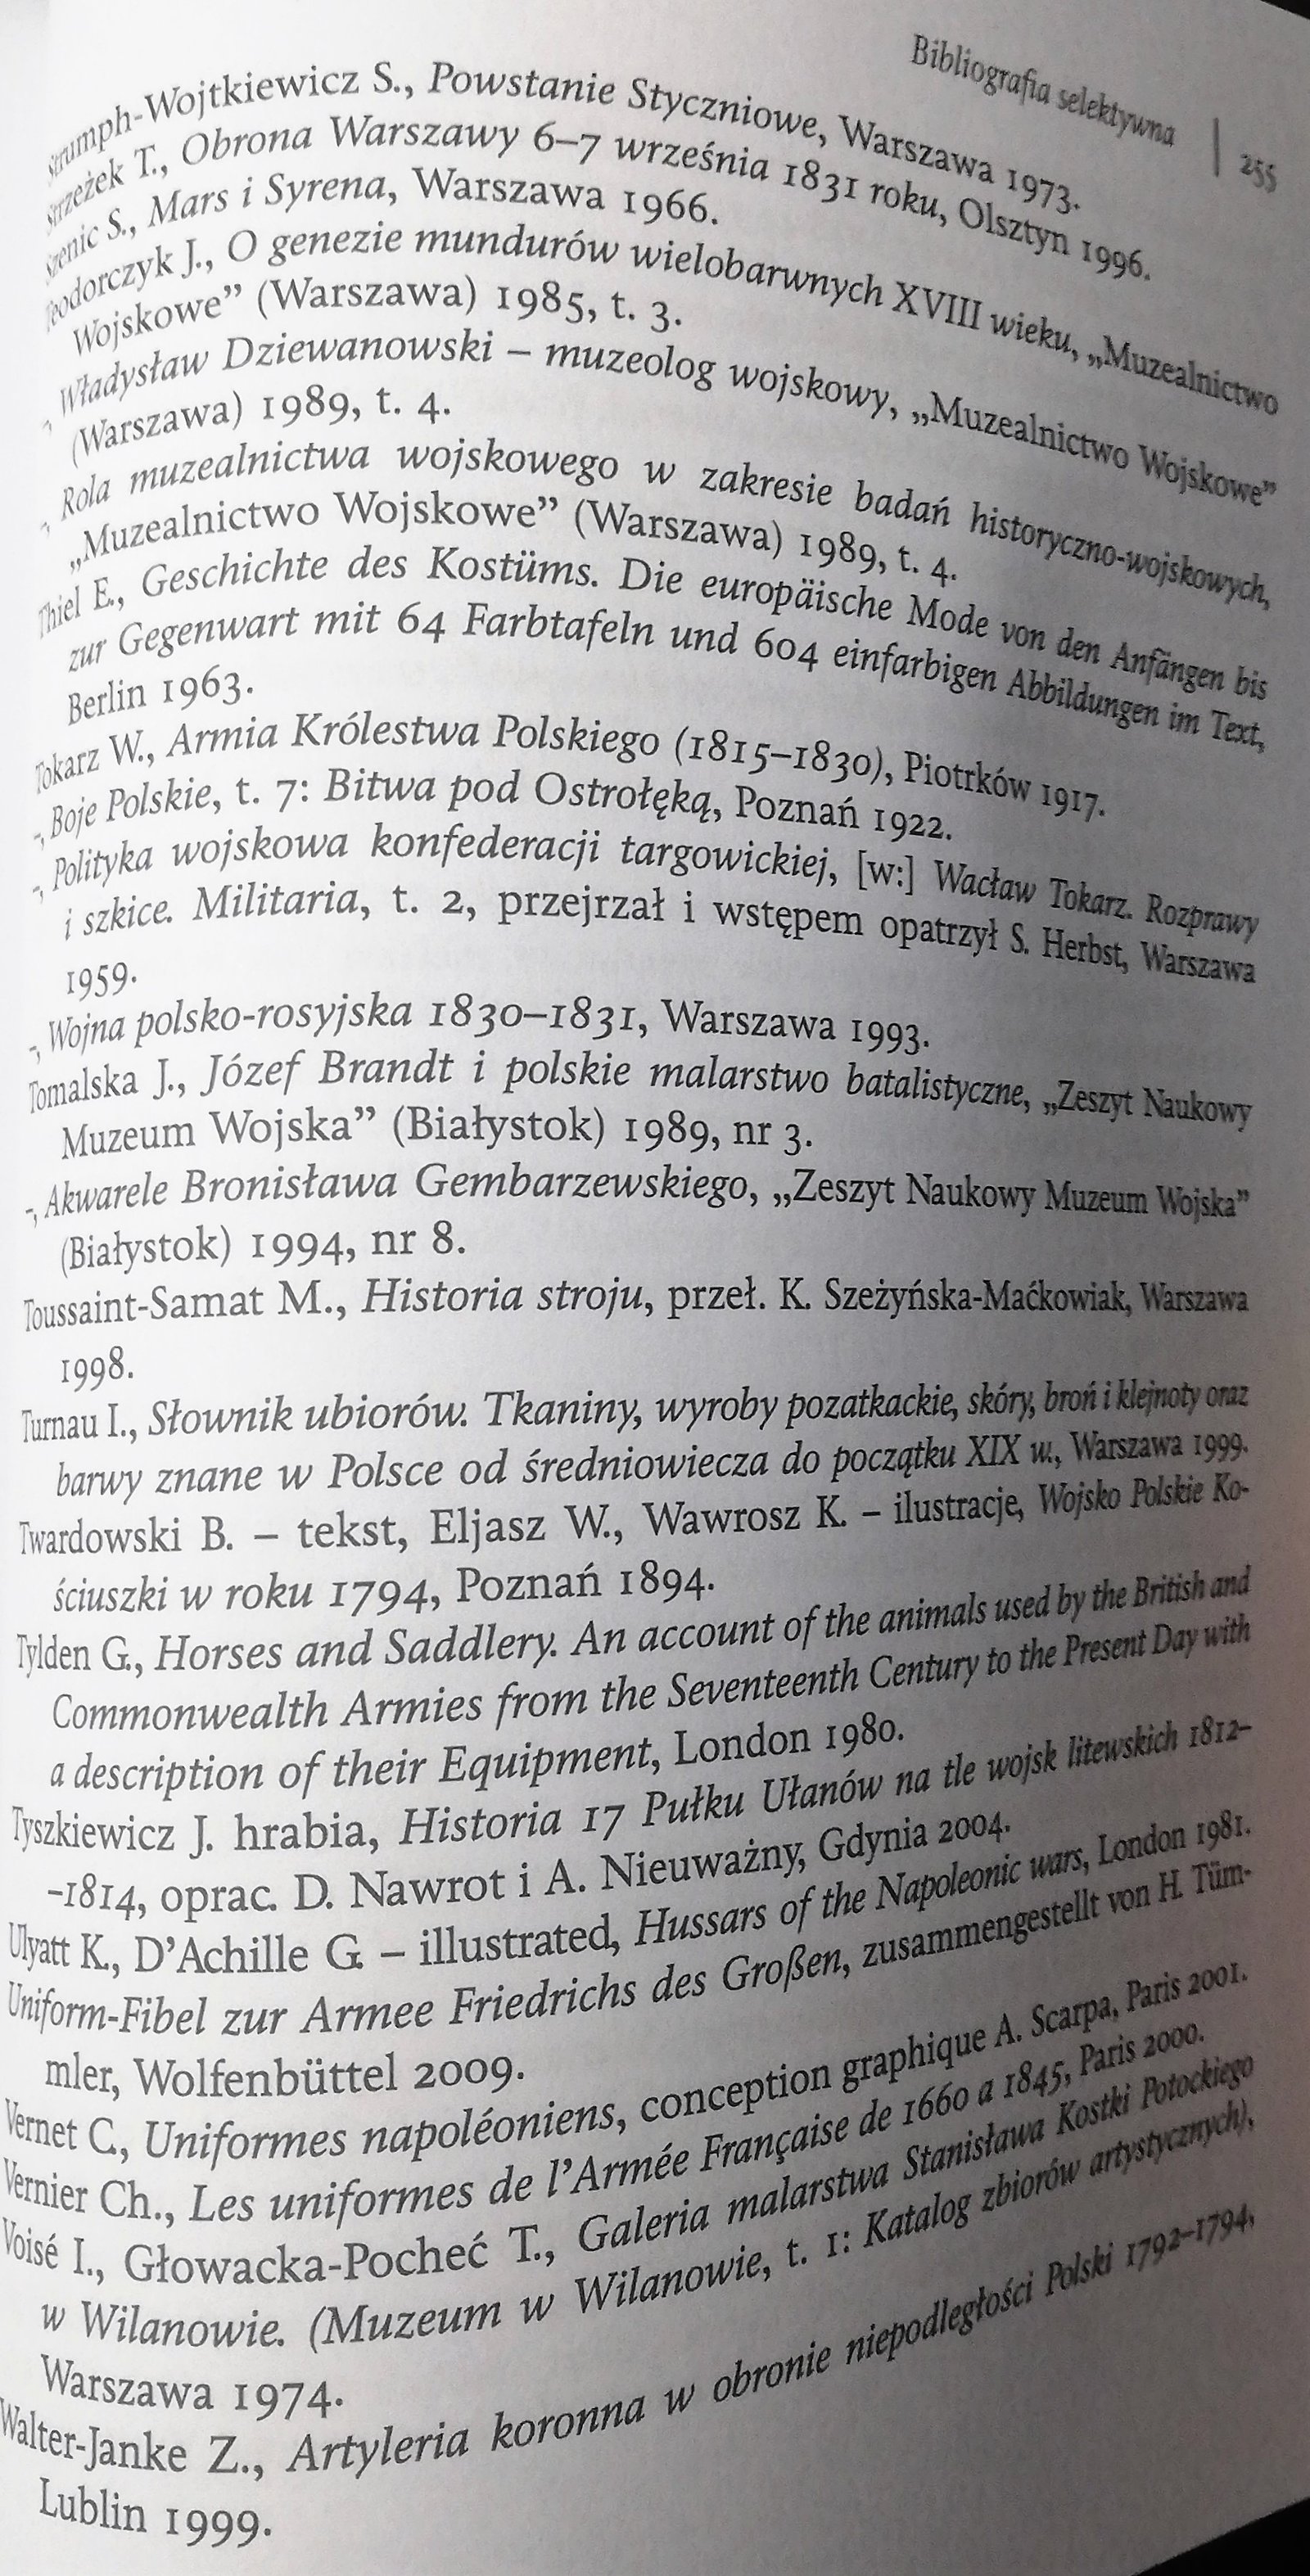 Bibliografia selektywna | 255
Strumph-Wojtkiewicz S., Powstanie Styczniowe, Warszawa 1973.
Strzeżek T., Obrona Warszawy 6–7 września 1831 roku, Olsztyn 1996.
Szenic S., Mars i Syrena, Warszawa 1966.
Teodorczyk J., O genezie mundurów wielobarwnych XVIII wieku, „Muzealnictwo
Wojskowe” (Warszawa) 1985, t. 3.
–, Władysław Dziewanowski – muzeolog wojskowy, „Muzealnictwo Wojskowe”
(Warszawa) 1989, t. 4.
–, Rola muzealnictwa wojskowego w zakresie badań historyczno-wojskowych,
„Muzealnictwo Wojskowe” (Warszawa) 1989, t. 4.
Thiel E., Geschichte des Kostüms. Die europäische Mode von den Anfängen bis
zur Gegenwart mit 64 Farbtafeln und 604 einfarbigen Abbildungen im Text,
Berlin 1963.
Tokarz W., Armia Królestwa Polskiego (1815–1830), Piotrków 1917.
–, Boje Polskie, t. 7: Bitwa pod Ostrołęką, Poznań 1922.
–, Polityka wojskowa konfederacji targowickiej, [w:] Wacław Tokarz. Rozprawy
i szkice. Militaria, t. 2, przejrzał i wstępem opatrzył S. Herbst, Warszawa
1959.
–, Wojna polsko-rosyjska 1830–1831, Warszawa 1993.
Tomalska J., Józef Brandt i polskie malarstwo batalistyczne, „Zeszyt Naukowy
Muzeum Wojska” (Białystok) 1989, nr 3.
–, Akwarele Bronisława Gembarzewskiego, „Zeszyt Naukowy Muzeum Wojska”
(Białystok) 1994, nr 8.
Toussaint-Samat M., Historia stroju, przeł. K. Szeżyńska-Maćkowiak, Warszawa
1998.
Turnau I., Słownik ubiorów. Tkaniny, wyroby pozatkackie, skóry, broń i klejnoty oraz
barwy znane w Polsce od średniowiecza do początku XIX w., Warszawa 1999.
Twardowski B. – tekst, Eljasz W., Wawrosz K. – ilustracje, Wojsko Polskie Ko-
ściuszki w roku 1794, Poznań 1894.
Tylden G., Horses and Saddlery. An account of the animals used by the British and
Commonwealth Armies from the Seventeenth Century to the Present Day with
a description of their Equipment, London 1980.
Tyszkiewicz J. hrabia, Historia 17 Pułku Ułanów na tle wojsk litewskich 1812–
–1814, oprac. D. Nawrot i A. Nieuważny, Gdynia 2004.
Ulyatt K., D’Achille G. – illustrated, Hussars of the Napoleonic wars, London 1981.
Uniform-Fibel zur Armee Friedrichs des Großen, zusammengestellt von H. Tüm-
mler, Wolfenbüttel 2009.
Vernet C., Uniformes napoléoniens, conception graphique A. Scarpa, Paris 2001.
Vernier Ch., Les uniformes de l’Armée Française de 1660 a 1845, Paris 2000.
Voisé I., Głowacka-Pocheć T., Galeria malarstwa Stanisława Kostki Potockiego
w Wilanowie. (Muzeum w Wilanowie, t. 1: Katalog zbiorów artystycznych),
Warszawa 1974.
Walter-Janke Z., Artyleria koronna w obronie niepodległości Polski 1792–1794,
Lublin 1999.